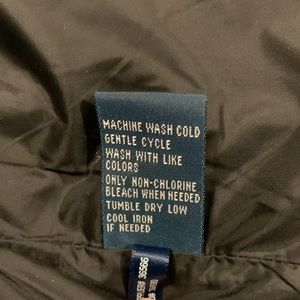 MACHINE WASH COLD
GENTLE CYCLE
WASH WITH LIKE
COLORS
ONLY NON-CHLORINE
BLEACH WHEN NEEDED
TUMBLE DRY LOW
COOL IRON
IF NEEDED
36566